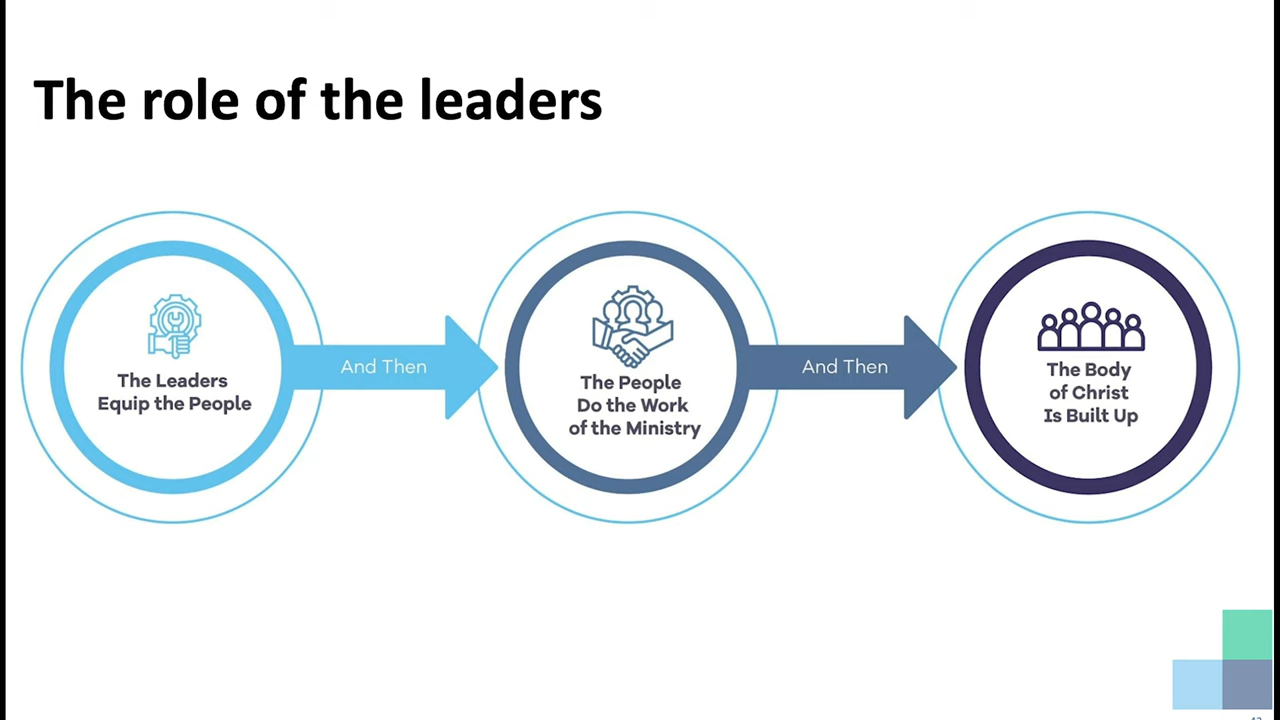 The role of the leaders
The Leaders
Equip the People
And Then
The People
Do the Work
of the Ministry
And Then
The Body
of Christ
Is Built Up